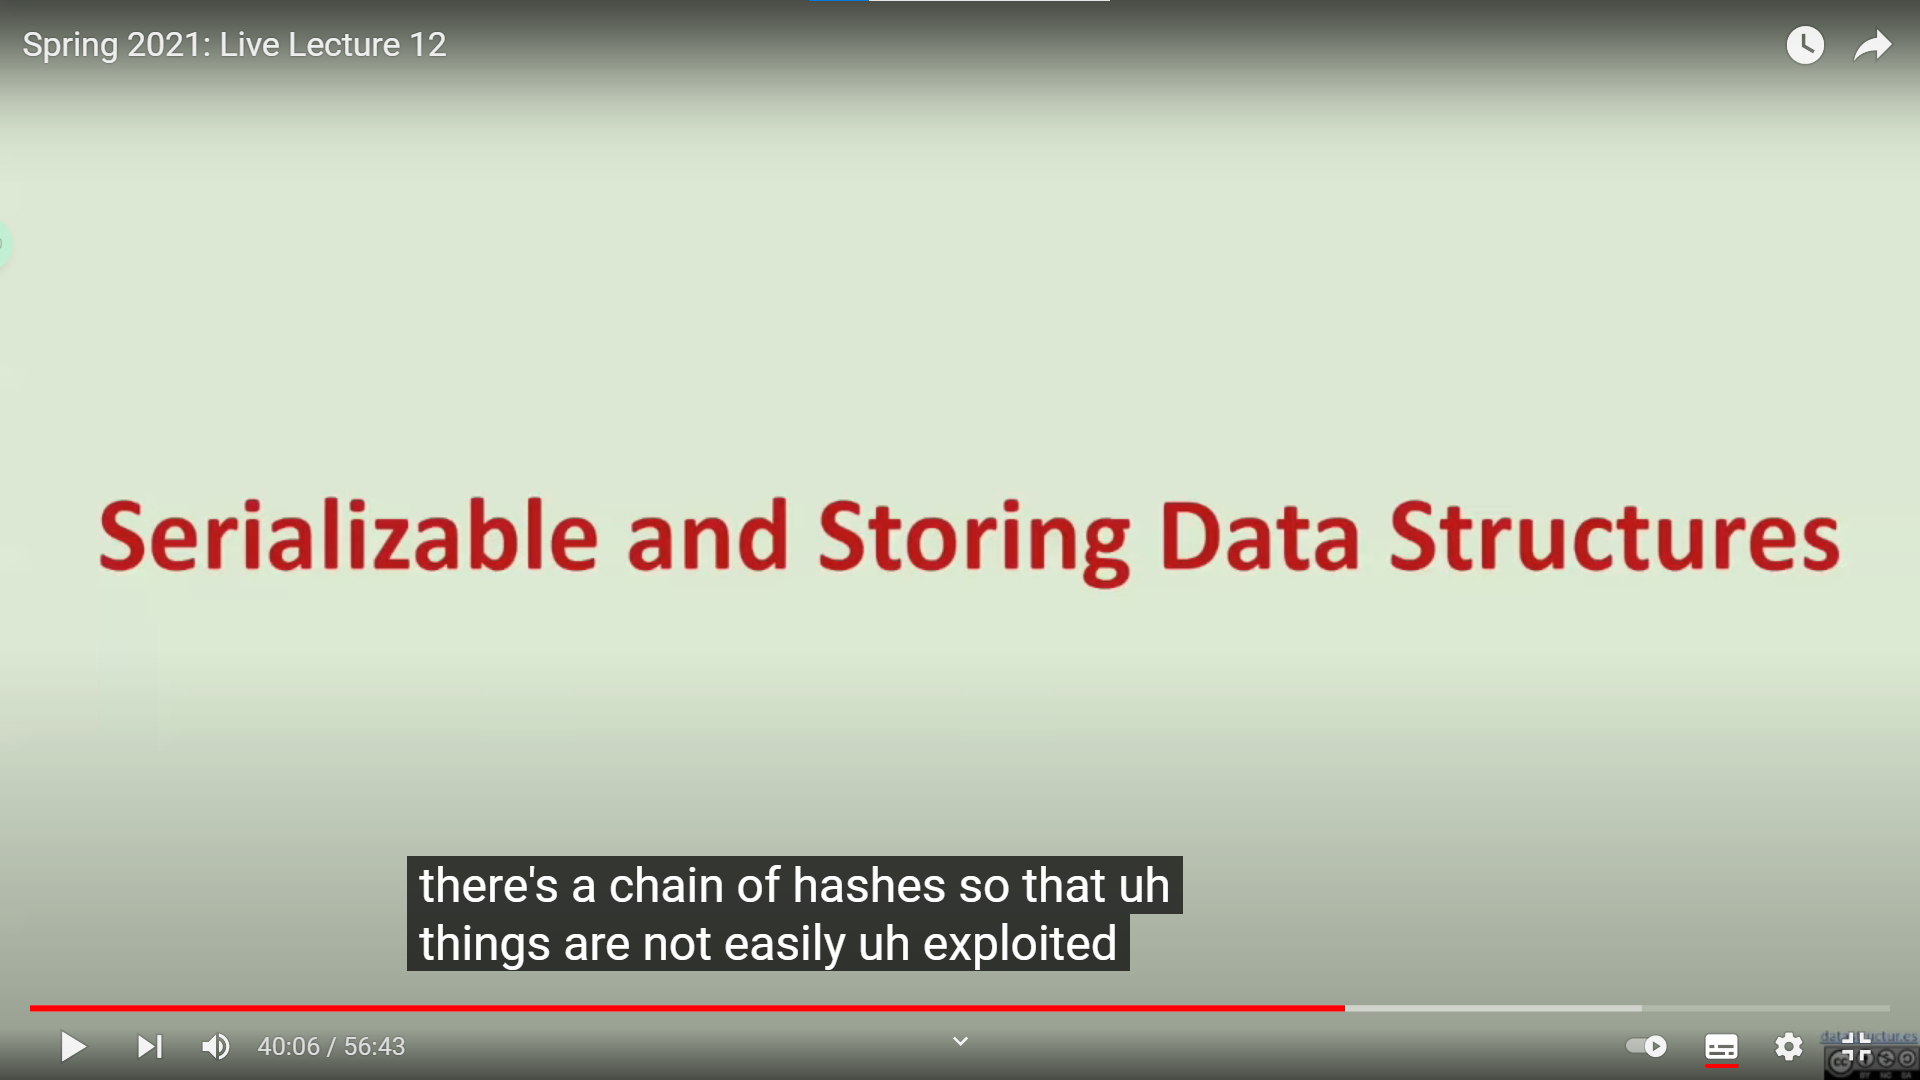 Spring 2021: Live Lecture 12
Serializable and Storing Data Structures
there's a chain of hashes so that uh
things are not easily uh exploited
40:06 / 56:43